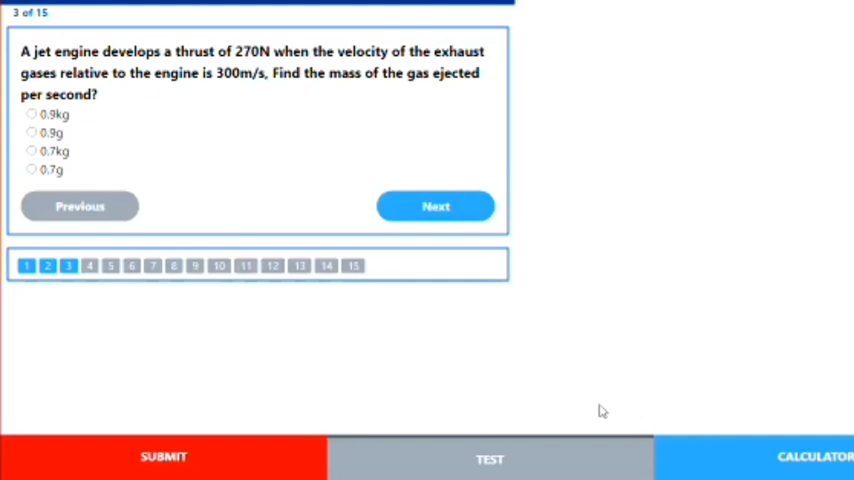 3 of 15
A jet engine develops a thrust of 270N when the velocity of the exhaust
gases relative to the engine is 300m/s, Find the mass of the gas ejected
per second?
0.9kg
0.9g
0.7kg
0.7g
Previous Next
1 2 3 4 5 6 7 8 9 10 11 12 13 14 15
SUBMIT TEST CALCULATOR